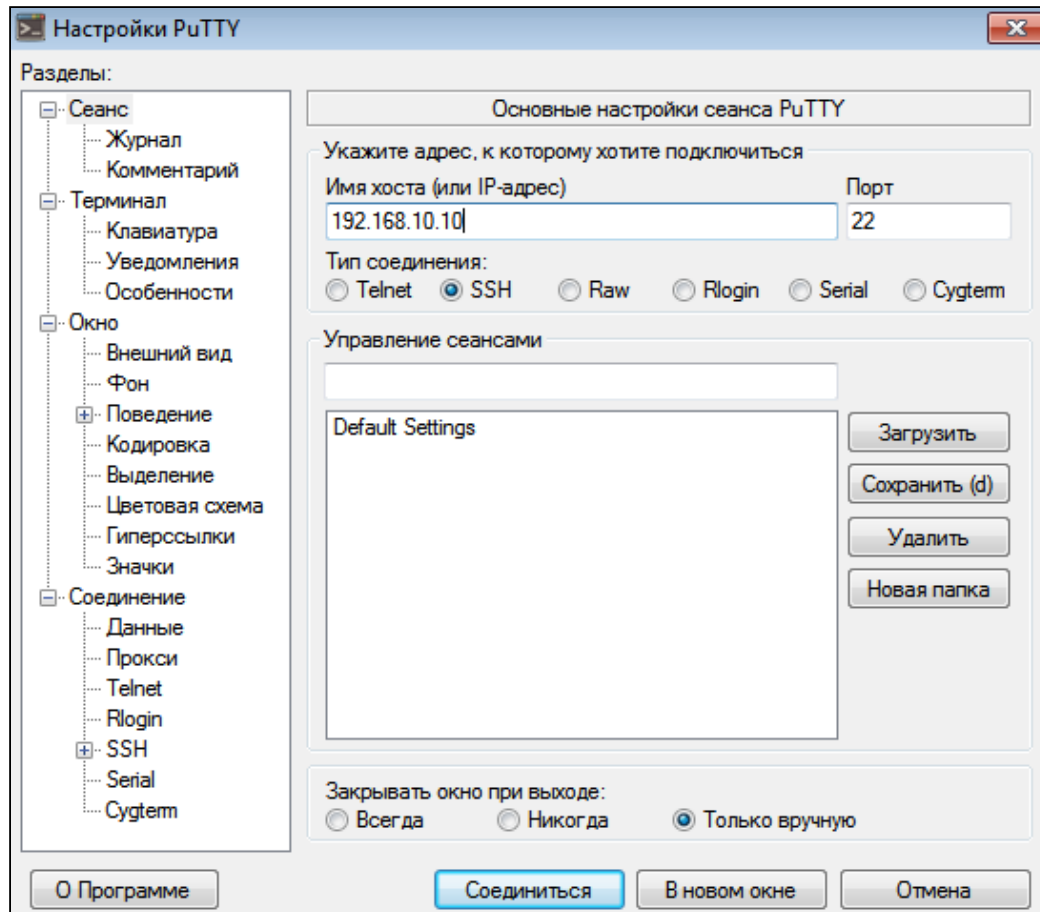 Настройки PuTTY
Разделы:
Сеанс
Журнал
Комментарий
Терминал
Клавиатура
Уведомления
Особенности
Окно
Внешний вид
Фон
Поведение
Кодировка
Выделение
Цветовая схема
Гиперссылки
Значки
Соединение
Данные
Прокси
Telnet
Rlogin
SSH
Serial
Cygterm
Основные настройки сеанса PuTTY
Укажите адрес, к которому хотите подключиться
Имя хоста (или IP-адрес) Порт
192.168.10.10 22
Тип соединения:
Telnet SSH Raw Rlogin Serial Cygterm
Управление сеансами
Default Settings
Загрузить
Сохранить (d)
Удалить
Новая папка
Закрывать окно при выходе:
Всегда Никогда Только вручную
О Программе Соединиться В новом окне Отмена